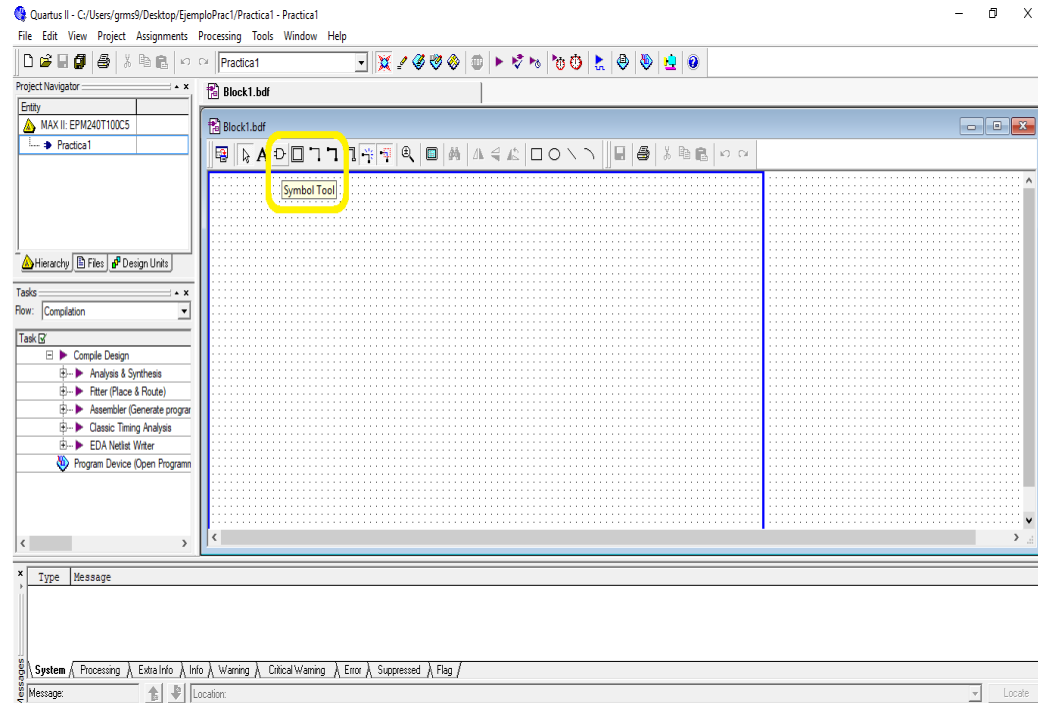 Quartus II - C:/Users/grms9/Desktop/EjemploPrac1/Practica1 - Practica1
File Edit View Project Assignments Processing Tools Window Help
Practica1
Project Navigator
Entity
MAX II: EPM240T100C5
Practica1
Hierarchy Files Design Units
Tasks
Flow: Compilation
Task
Compile Design
Analysis & Synthesis
Fitter (Place & Route)
Assembler (Generate prograr
Classic Timing Analysis
EDA Netlist Writer
Program Device (Open Programm
Block1.bdf
Block1.bdf
A
Symbol Tool
Type Message
System Processing Extra Info Info Warning Critical Warning Error Suppressed Flag
Messages
Message: Location: Locate